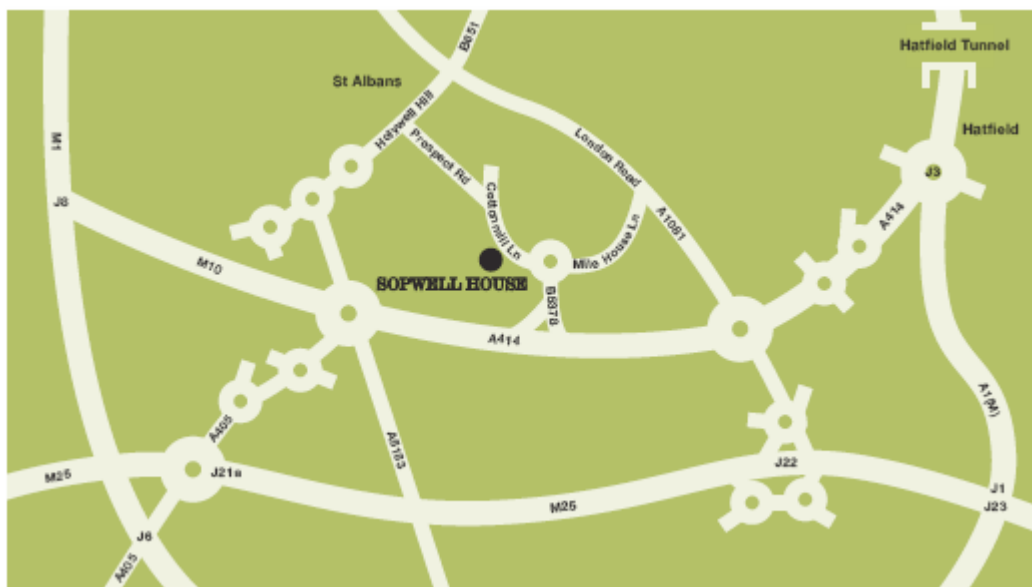 B651
Hatfield Tunnel
St Albans
Holywell Hill
M1
London Road
Hatfield
Prospect Rd
J3
Cottonmill Ln
J8
A414
Mile House Ln
A1081
M10
SOPWELL HOUSE
B5378
A414
A1(M)
A405
A5183
J22
M25
J21a
J1
M25
J23
J6
A405